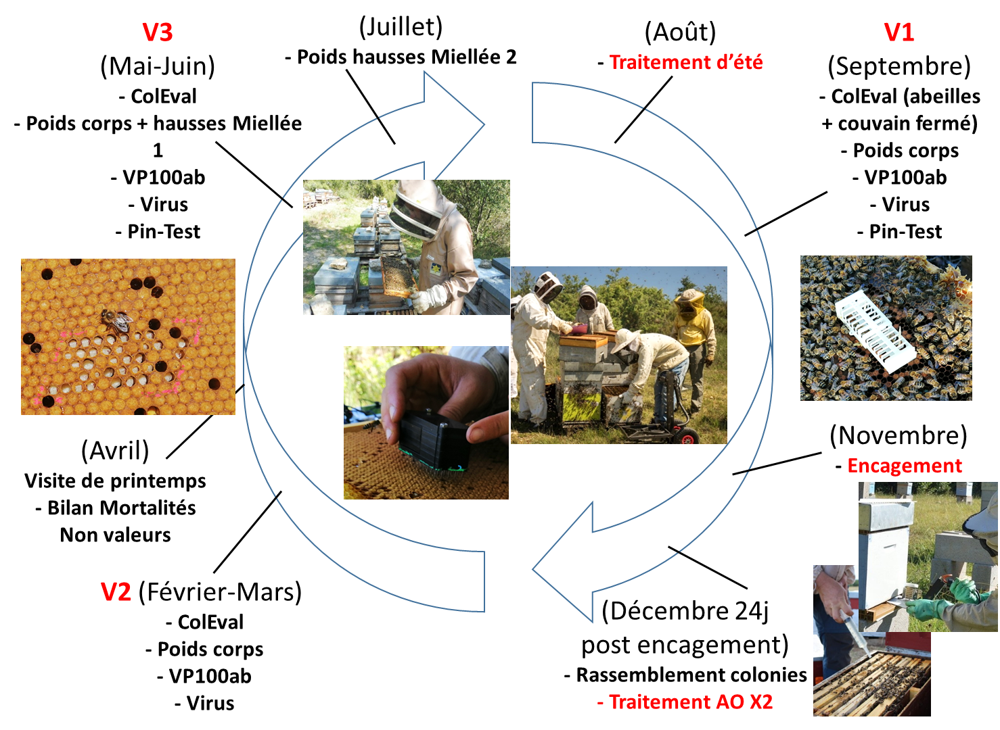 V3
(Mai-Juin)
- ColEval
- Poids corps + hausses Miellée
1
- VP100ab
- Virus
- Pin-Test
(Juillet)
- Poids hausses Miellée 2
(Août)
- Traitement d’été
V1
(Septembre)
- ColEval (abeilles
+ couvain fermé)
- Poids corps
- VP100ab
- Virus
- Pin-Test
(Novembre)
- Encagement
(Décembre 24j
post encagement)
- Rassemblement colonies
- Traitement AO X2
V2 (Février-Mars)
- ColEval
- Poids corps
- VP100ab
- Virus
(Avril)
Visite de printemps
- Bilan Mortalités
Non valeurs